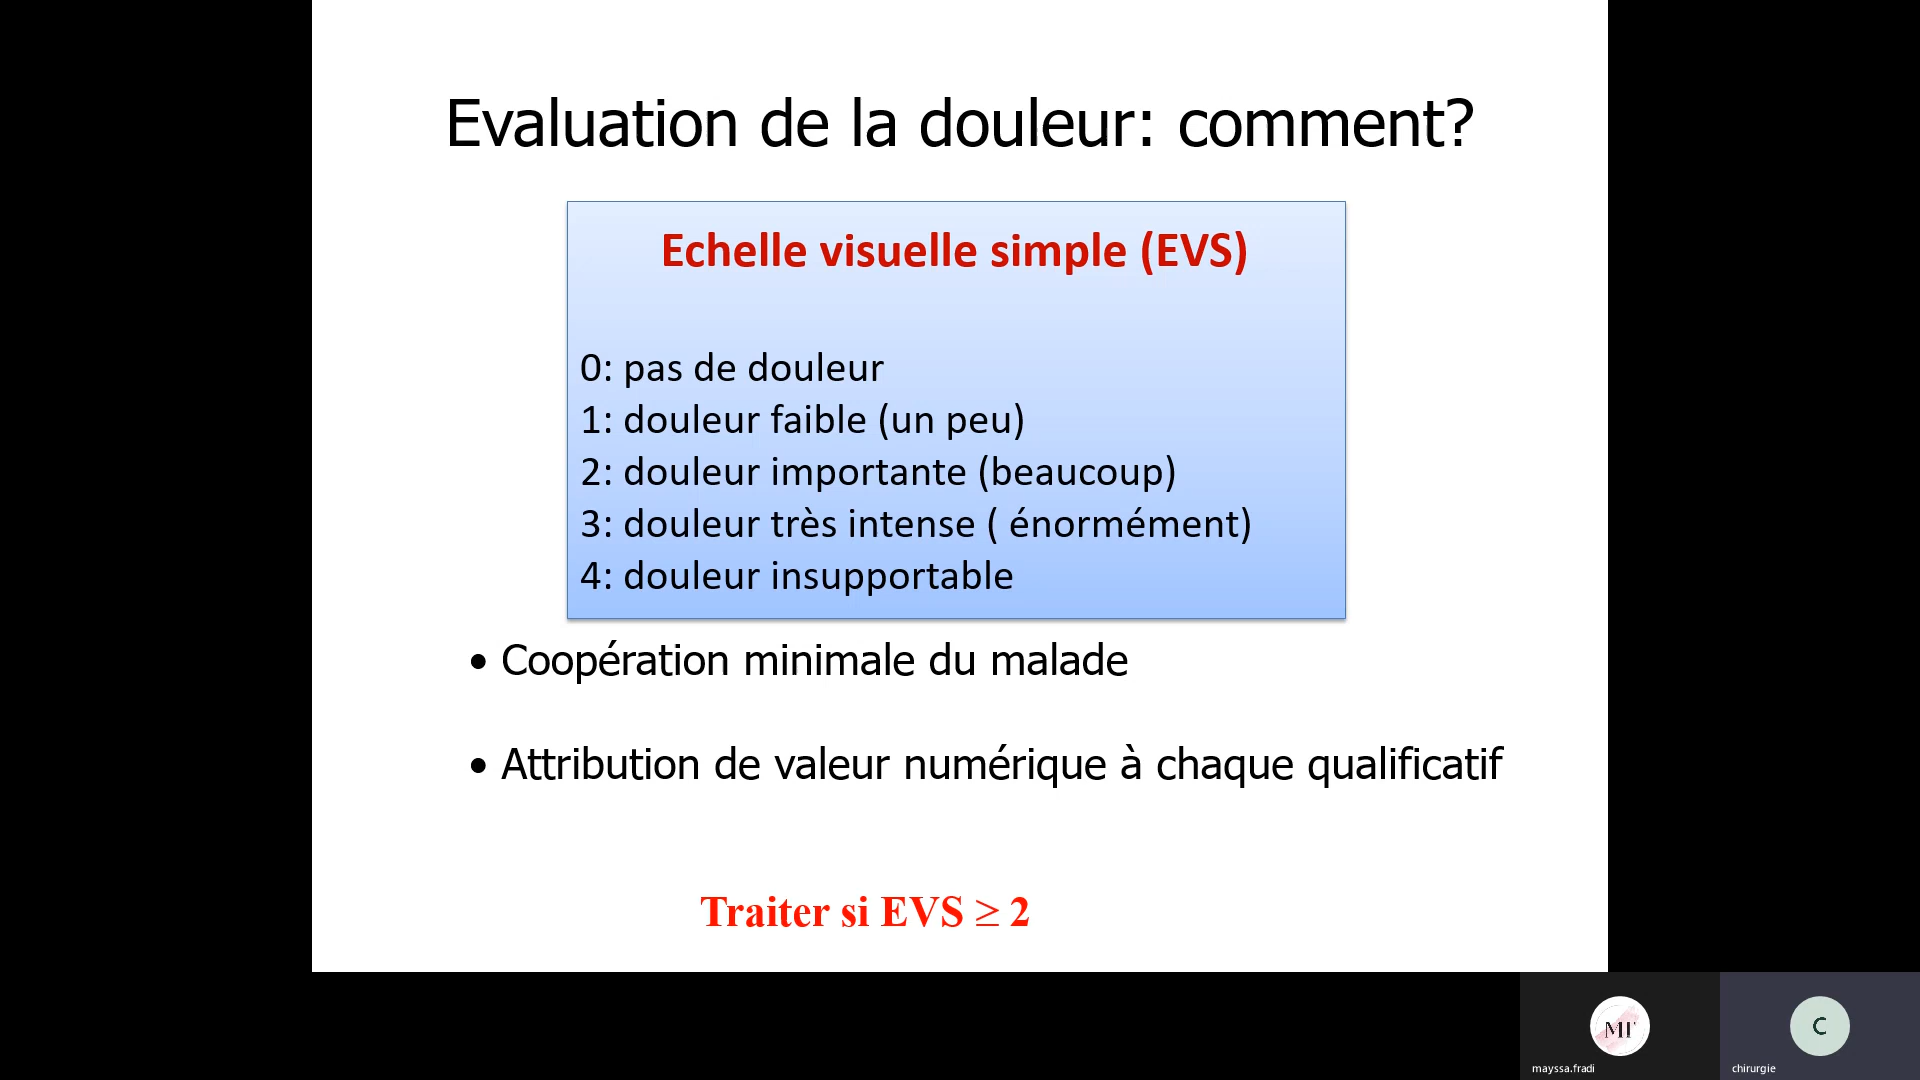 Evaluation de la douleur: comment?
Echelle visuelle simple (EVS)
0: pas de douleur
1: douleur faible (un peu)
2: douleur importante (beaucoup)
3: douleur très intense ( énormément)
4: douleur insupportable
• Coopération minimale du malade
• Attribution de valeur numérique à chaque qualificatif
Traiter si EVS ≥ 2
C
mayssa.fradi
chirurgie